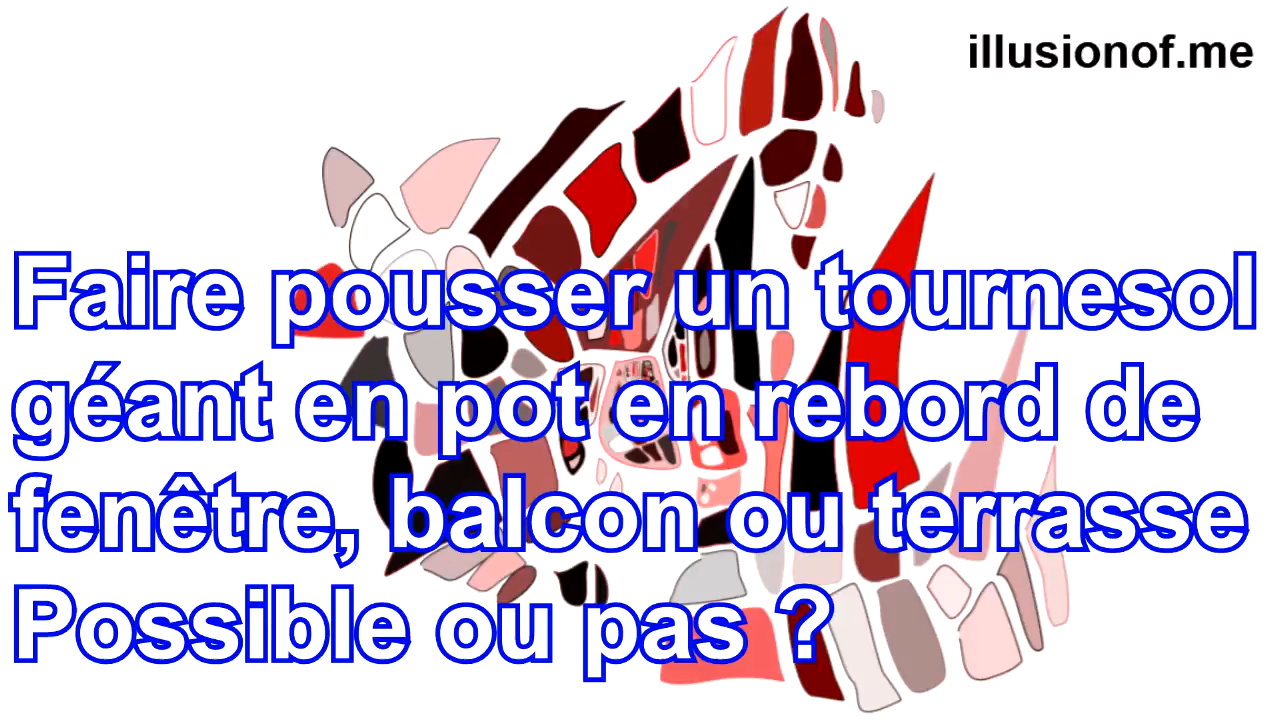 illusionof.me
Faire pousser un tournesol
géant en pot en rebord de
fenêtre, balcon ou terrasse
Possible ou pas ?